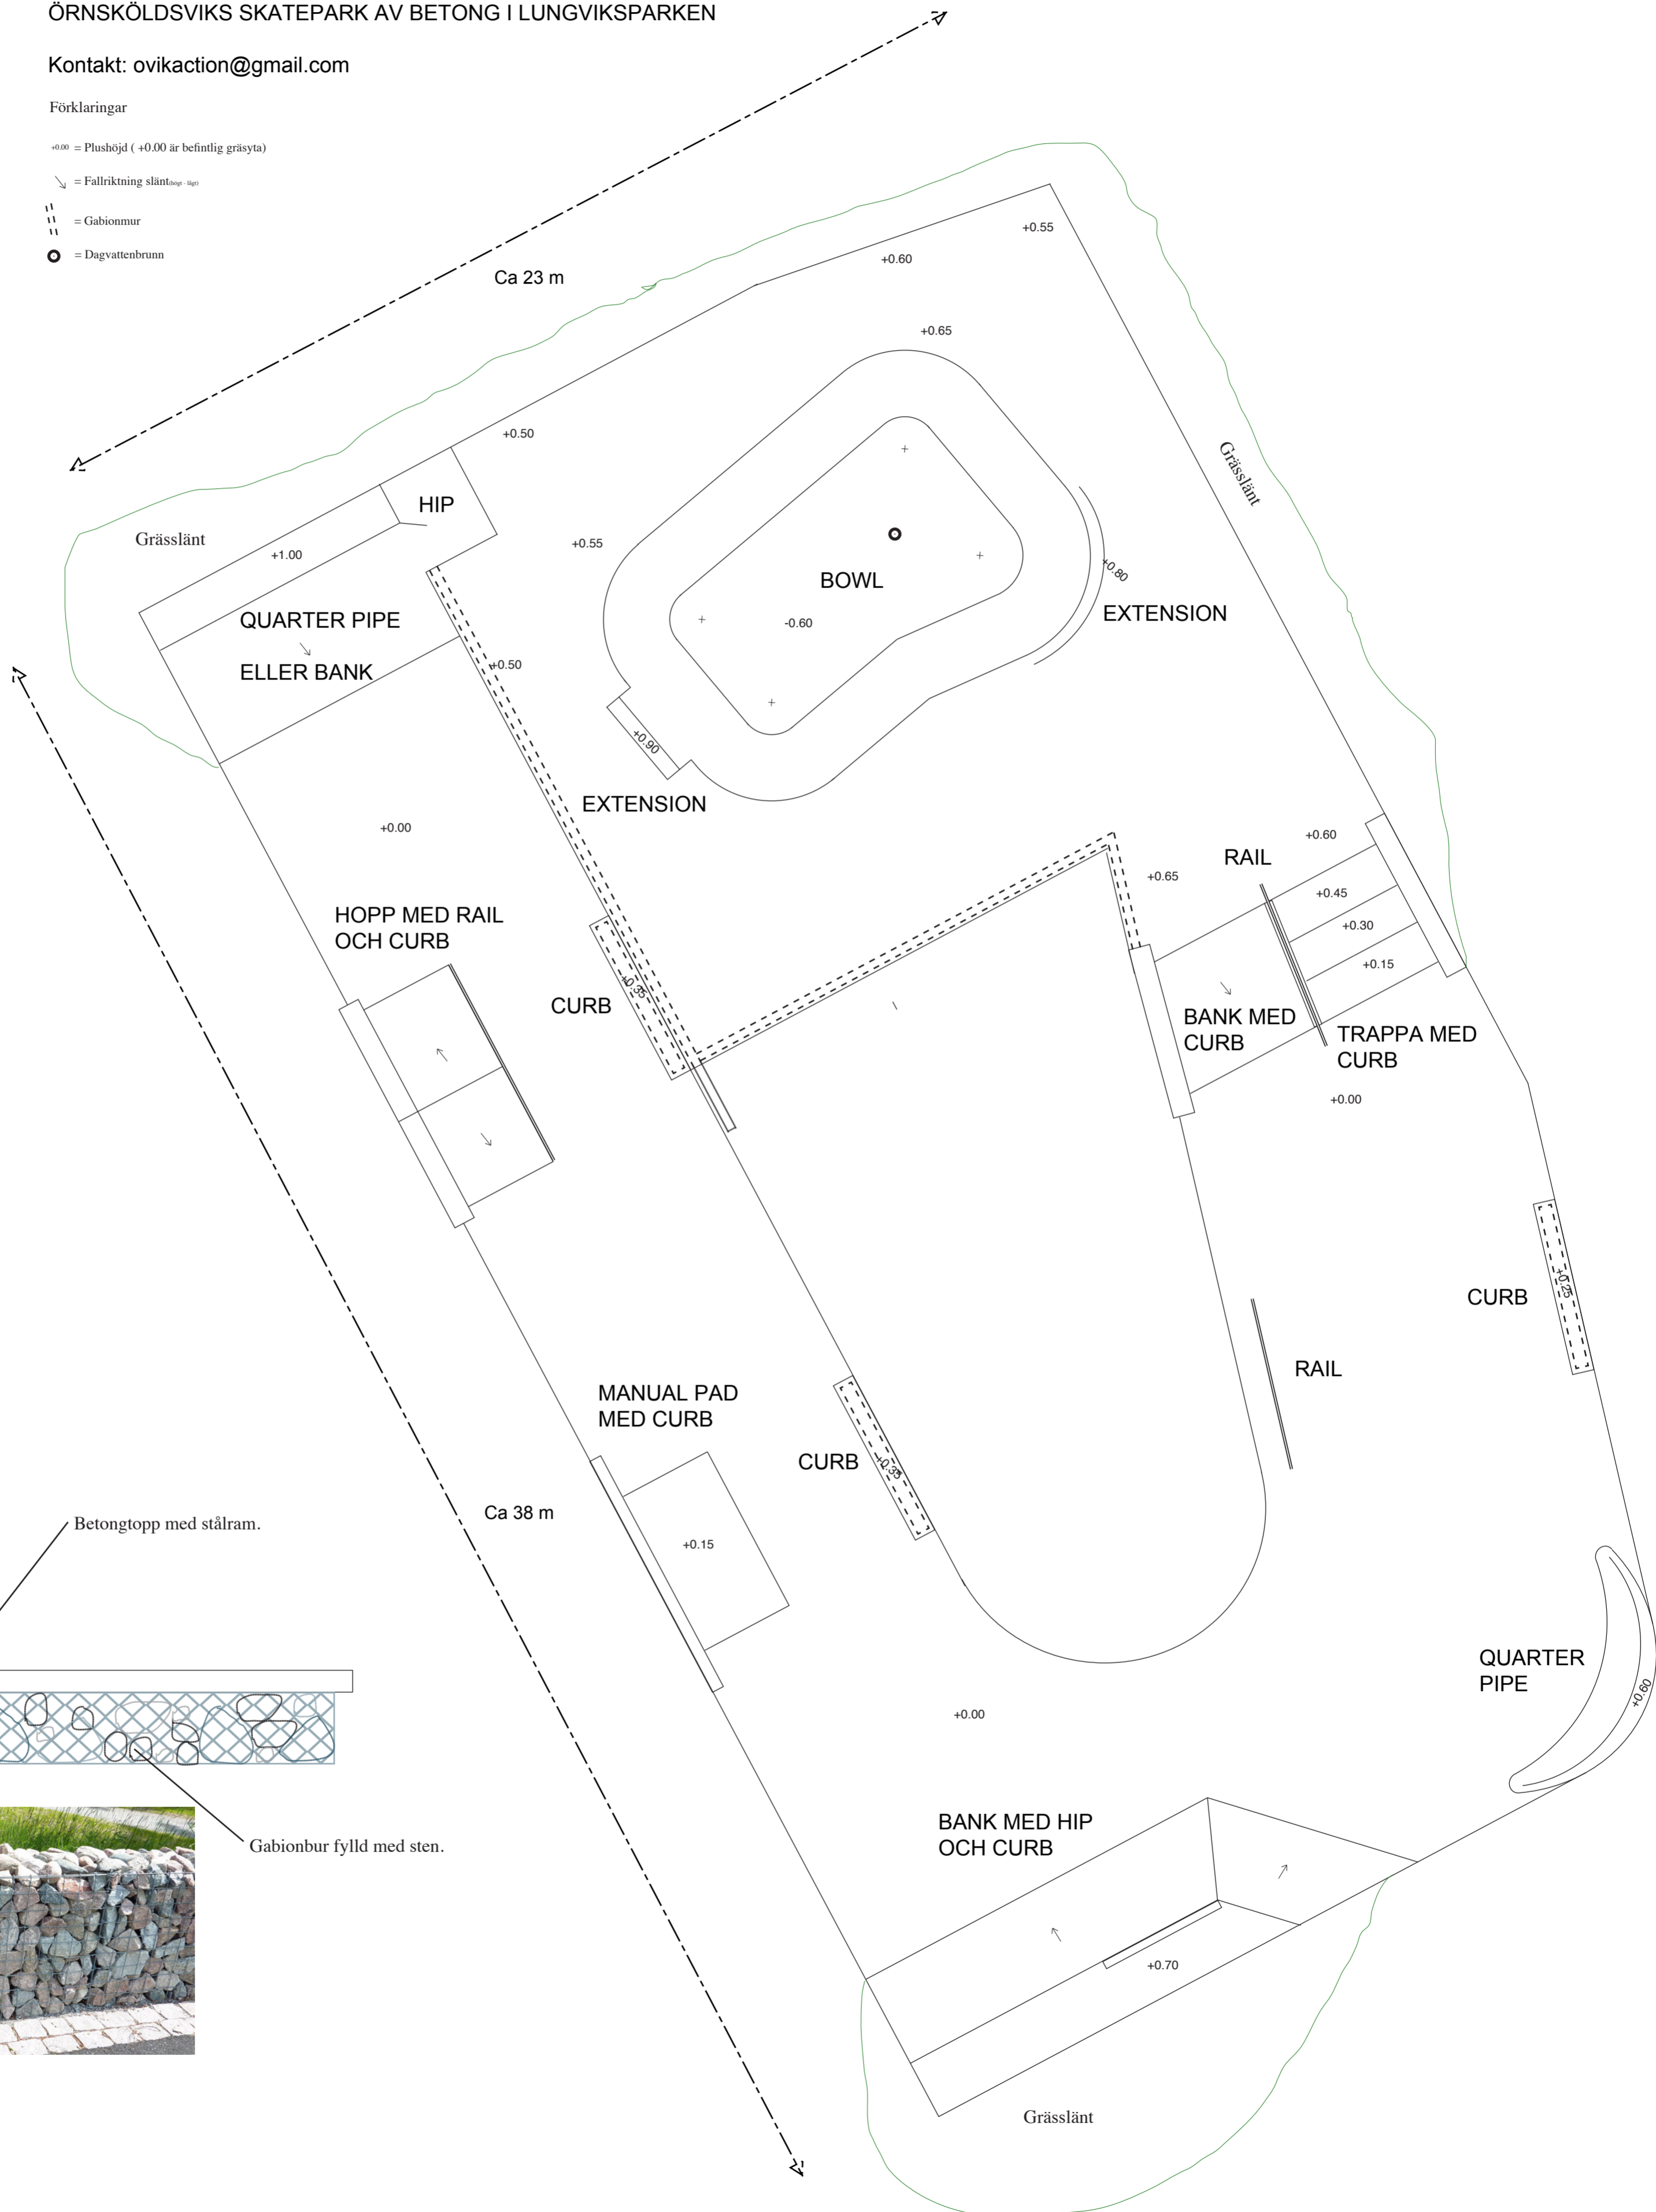 ÖRNSKÖLDSVIKS SKATEPARK AV BETONG I LUNGVIKSPARKEN
Kontakt: ovikaction@gmail.com
Förklaringar
+0.00 = Plushöjd ( +0.00 är befintlig gräsyta)
= Fallriktning slänt(högt - lågt)
= Gabionmur
= Dagvattenbrunn
Ca 23 m
+0.55
+0.60
+0.65
+0.50
HIP
Grässlänt
Grässlänt
+1.00
+0.55
BOWL
+0.80
EXTENSION
QUARTER PIPE
ELLER BANK
-0.60
+0.50
+0.90
EXTENSION
+0.00
+0.60
RAIL
+0.65
+0.45
+0.30
+0.15
HOPP MED RAIL
OCH CURB
+0.35
CURB
BANK MED
CURB
TRAPPA MED
CURB
+0.00
+0.25
CURB
RAIL
MANUAL PAD
MED CURB
CURB
+0.35
Ca 38 m
+0.15
Betongtopp med stålram.
QUARTER
PIPE
+0.60
+0.00
BANK MED HIP
OCH CURB
Gabionbur fylld med sten.
+0.70
Grässlänt